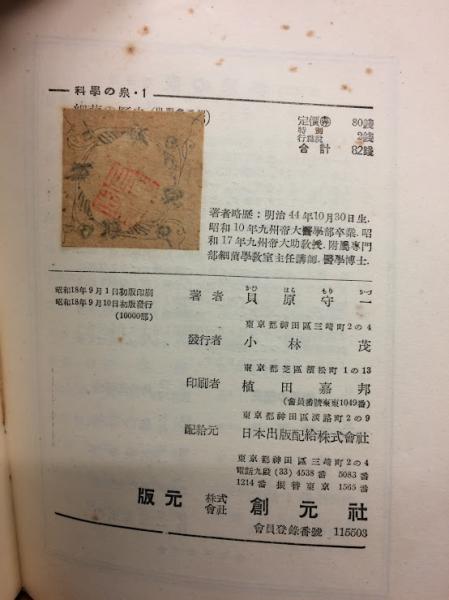 科學の泉・1
定價 80錢
特別行爲稅 2錢
合計 82錢
著者略歷：明治44年10月30日生．
昭和10年九州帝大醫學部卒業．昭
和17年九州帝大助敎授．附屬專門
部細菌學敎室主任講師．醫學博士．
昭和18年9月1日初版印刷
昭和18年9月10日初版發行
(10000部)
かひ はら もり かづ
著者 貝原守一
東京都神田區三崎町2の4
發行者 小林茂
東京都芝區濱松町1の13
印刷者 植田嘉邦
(會員番號東東1049番)
東京都神田區淡路町2の9
配給元 日本出版配給株式會社
東京都神田區三崎町2の4
電話九段(33) 4538番 5083番
1214番 振替東京 1565番
版元 株式會社 創元社
會員登錄番號 115503